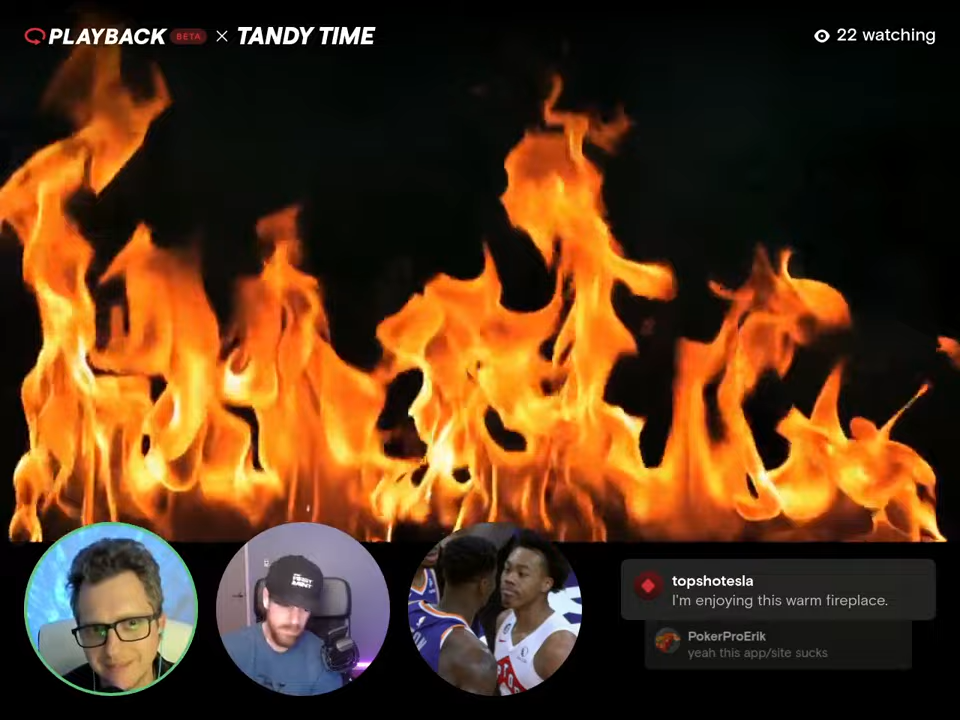 PLAYBACK BETA × TANDY TIME
22 watching
topshotesla
I'm enjoying this warm fireplace.
PokerProErik
yeah this app/site sucks